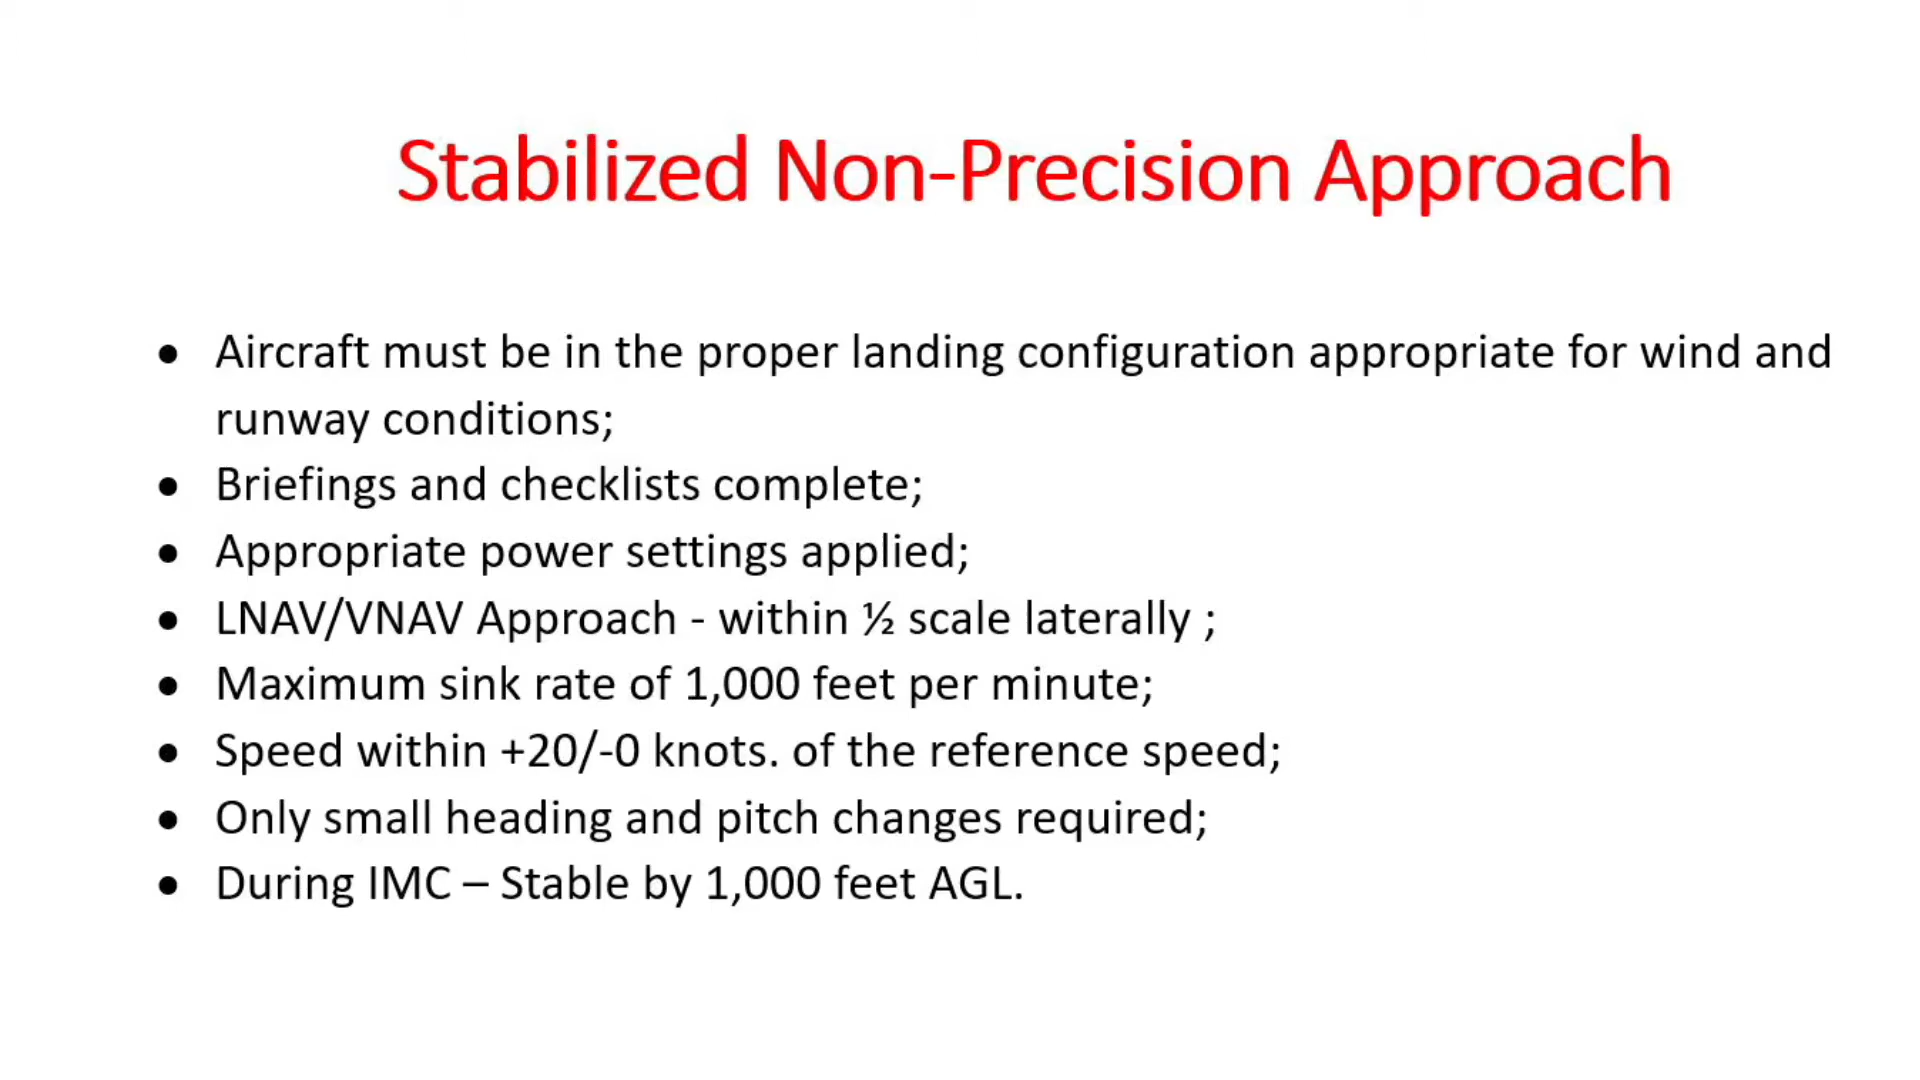 Stabilized Non-Precision Approach
• Aircraft must be in the proper landing configuration appropriate for wind and
runway conditions;
• Briefings and checklists complete;
• Appropriate power settings applied;
• LNAV/VNAV Approach - within ½ scale laterally ;
• Maximum sink rate of 1,000 feet per minute;
• Speed within +20/-0 knots. of the reference speed;
• Only small heading and pitch changes required;
• During IMC – Stable by 1,000 feet AGL.